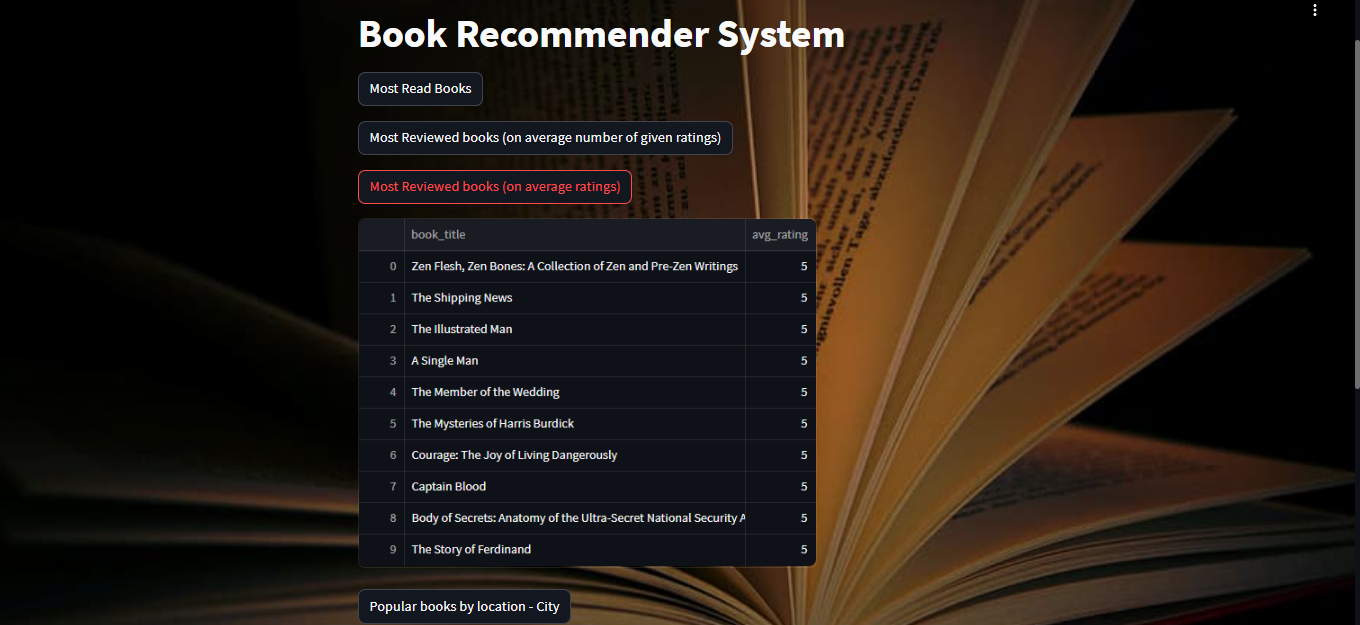 Book Recommender System
Most Read Books
Most Reviewed books (on average number of given ratings)
Most Reviewed books (on average ratings)
book_title avg_rating
0 Zen Flesh, Zen Bones: A Collection of Zen and Pre-Zen Writings 5
1 The Shipping News 5
2 The Illustrated Man 5
3 A Single Man 5
4 The Member of the Wedding 5
5 The Mysteries of Harris Burdick 5
6 Courage: The Joy of Living Dangerously 5
7 Captain Blood 5
8 Body of Secrets: Anatomy of the Ultra-Secret National Security A 5
9 The Story of Ferdinand 5
Popular books by location - City